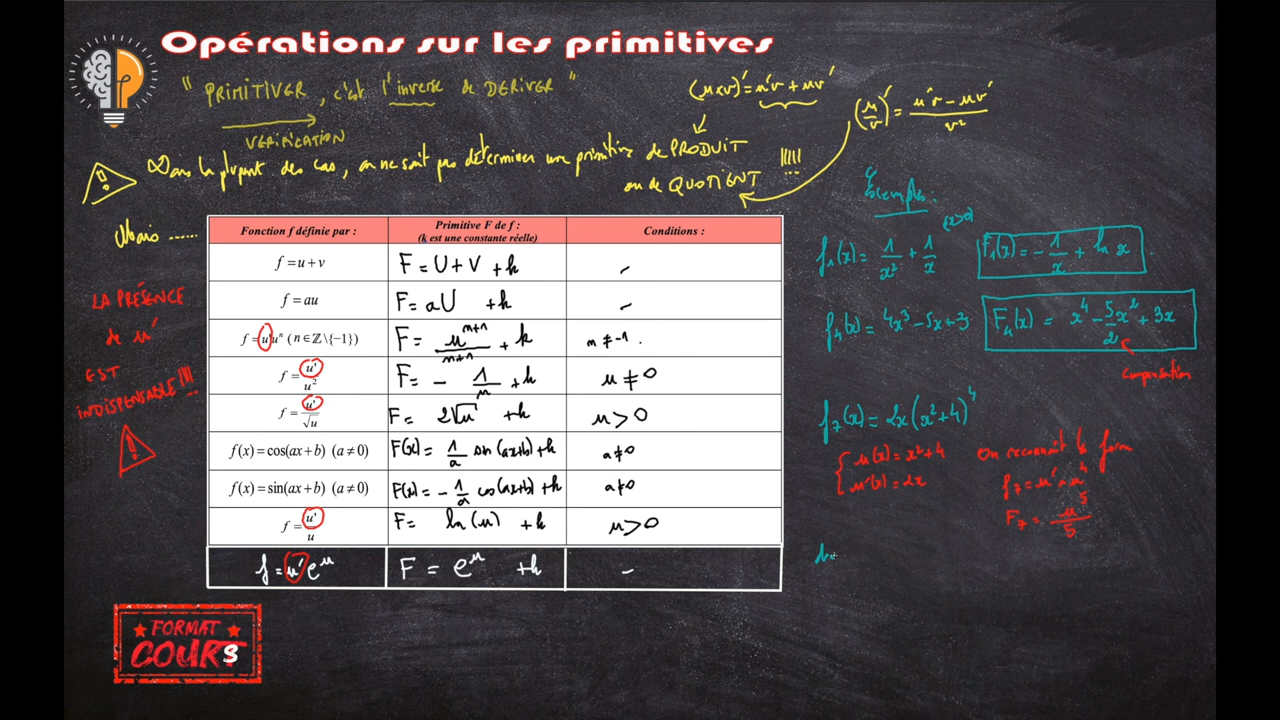 Opérations sur les primitives
" PRIMITIVER, c'est l'inverse de DERIVER "
VERIFICATION
(u×v)' = u'v + uv'
(u/v)' = (u'v - uv')/v²
Dans la plupart des cas, on ne sait pas déterminer une primitive de PRODUIT
ou de QUOTIENT !!!!!
Mais ......
LA PRÉSENCE
de u'
EST
INDISPENSABLE !!!!
Fonction f définie par : | Primitive F de f : (k est une constante réelle) | Conditions :
f = u + v | F = U + V + k | -
f = au | F = aU + k | -
f = u'uⁿ (n ∈ ℤ\{-1}) | F = uⁿ⁺¹/(n+1) + k | n ≠ -1.
f = u'/u² | F = - 1/u + k | u ≠ 0
f = u'/√u | F = 2√u + k | u > 0
f(x) = cos(ax + b) (a ≠ 0) | F(x) = 1/a sin(ax+b) + k | a ≠ 0
f(x) = sin(ax + b) (a ≠ 0) | F(x) = - 1/a cos(ax+b) + k | a ≠ 0
f = u'/u | F = ln(u) + k | u > 0
f = u'eᵘ | F = eᵘ + k | -
Exemples.
(x>0)
f₁(x) = 1/x² + 1/x
F₁(x) = - 1/x + ln x
f₄(x) = 4x³ - 5x + 3
F₄(x) = x⁴ - 5/2 x² + 3x
compensation
f₇(x) = 2x(x² + 4)⁴
{ u(x) = x² + 4
u'(x) = 2x
On reconnait la forme
f₇ = u' × u⁴
F₇ = u⁵/5
FORMAT
COURS